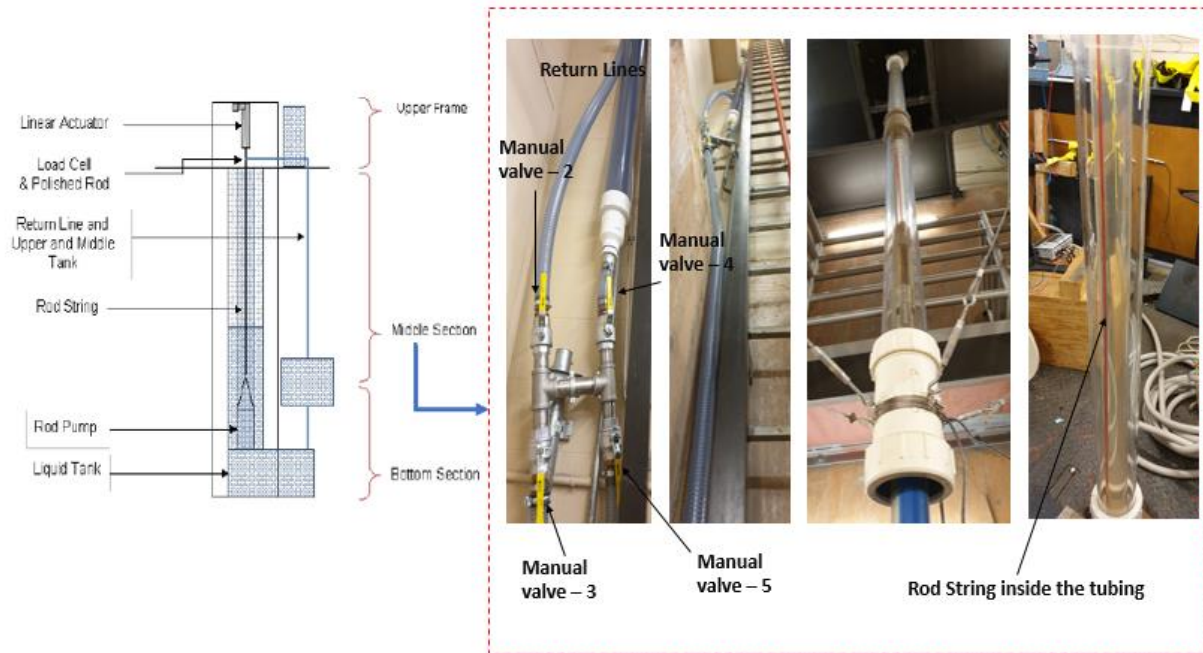 Linear Actuator
Load Cell
& Polished Rod
Return Line and
Upper and Middle
Tank
Rod String
Rod Pump
Liquid Tank
Upper Frame
Middle Section
Bottom Section
Return Lines
Manual
valve – 2
Manual
valve – 4
Manual
valve – 3
Manual
valve – 5
Rod String inside the tubing